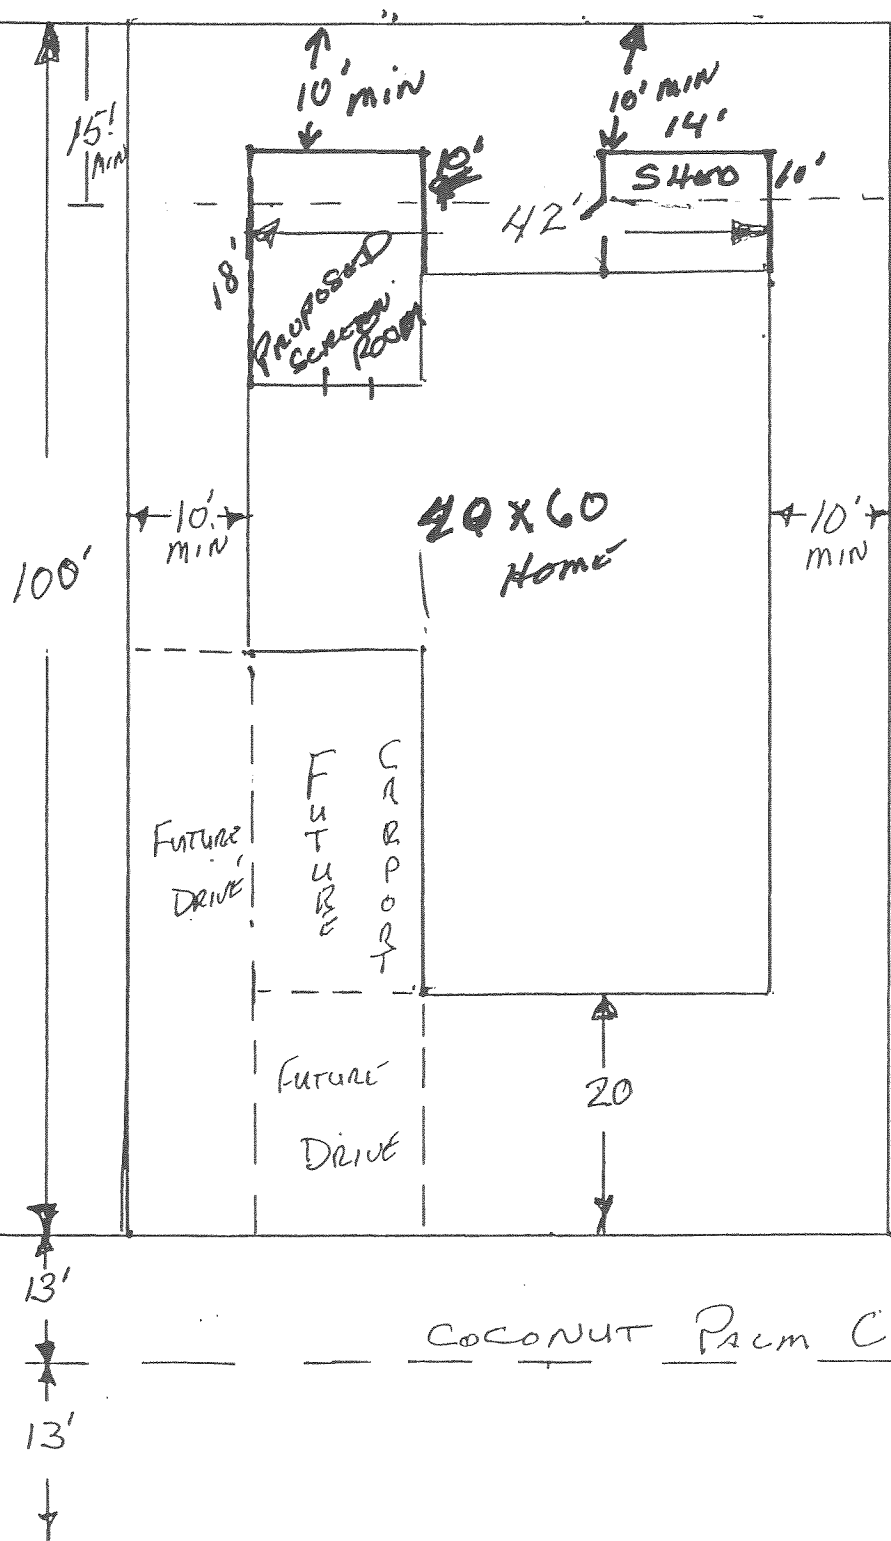 10' MIN
10' MIN
15' MIN
14'
10'
SHED
10'
42'
18'
PROPOSED
SCREEN
ROOM
10'
MIN
40 X 60
HOME
10'
MIN
100'
FUTURE
CARPORT
FUTURE
DRIVE
FUTURE
DRIVE
20
13'
COCONUT PALM C
13'